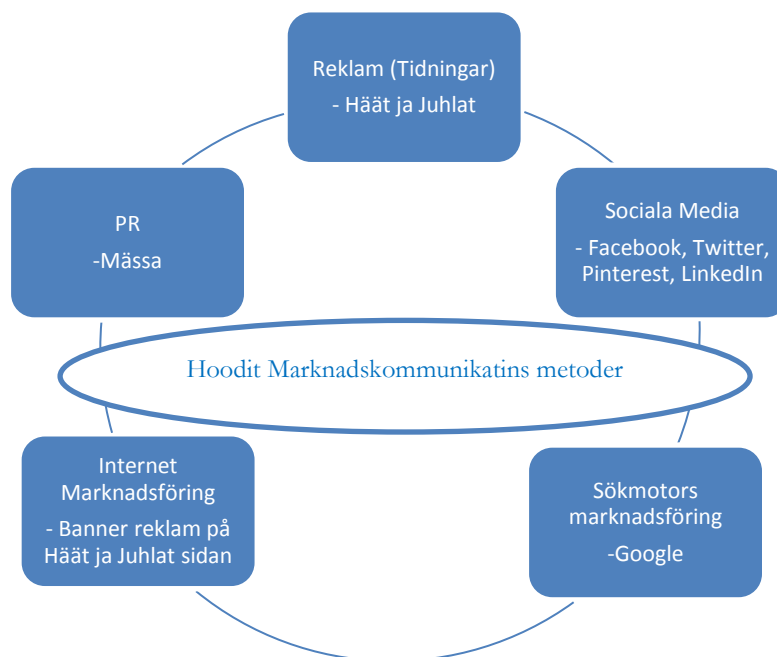 Reklam (Tidningar)
- Häät ja Juhlat
PR
-Mässa
Sociala Media
- Facebook, Twitter,
Pinterest, LinkedIn
Hoodit Marknadskommunikatins metoder
Internet
Marknadsföring
- Banner reklam på
Häät ja Juhlat sidan
Sökmotors
marknadsföring
-Google